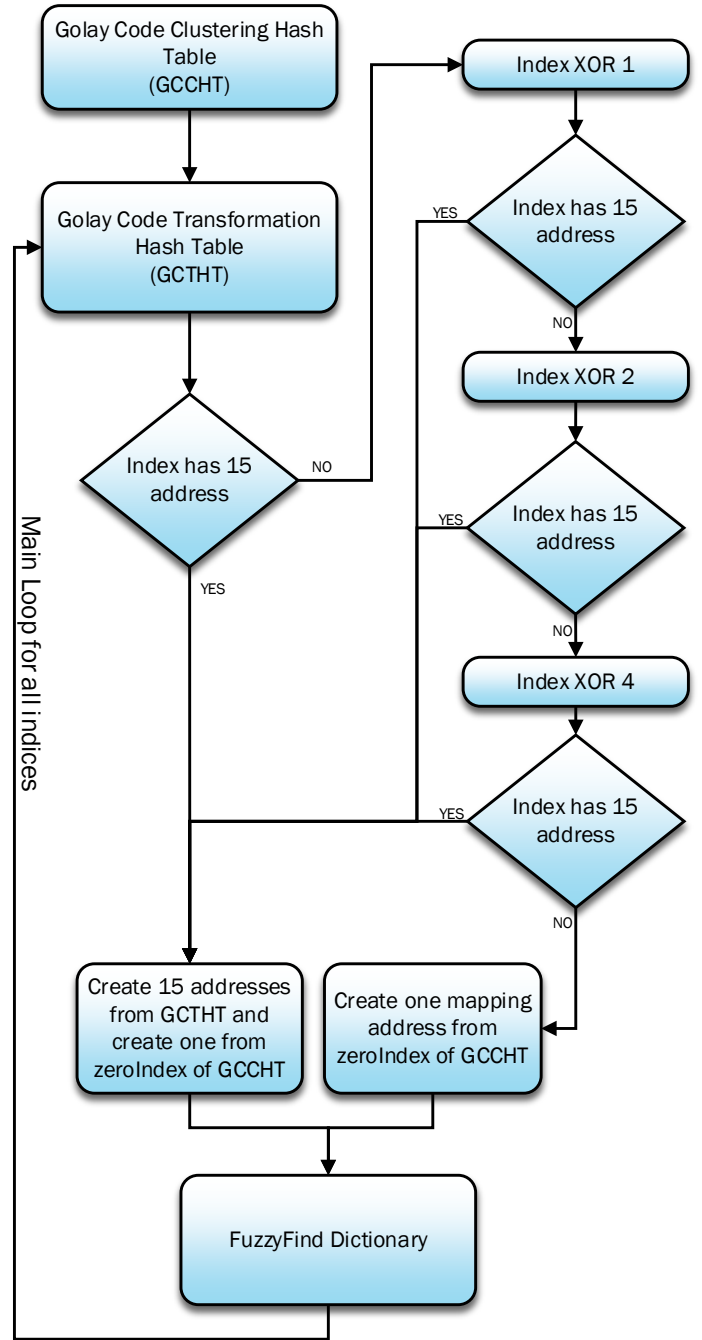 Golay Code Clustering Hash
Table
(GCCHT)
Index XOR 1
Golay Code Transformation
Hash Table
(GCTHT)
YES
Index has 15
address
NO
Index XOR 2
Index has 15
address
NO
YES
Index has 15
address
YES
NO
Index XOR 4
Main Loop for all indices
YES
Index has 15
address
NO
Create 15 addresses
from GCTHT and
create one from
zeroIndex of GCCHT
Create one mapping
address from
zeroIndex of GCCHT
FuzzyFind Dictionary